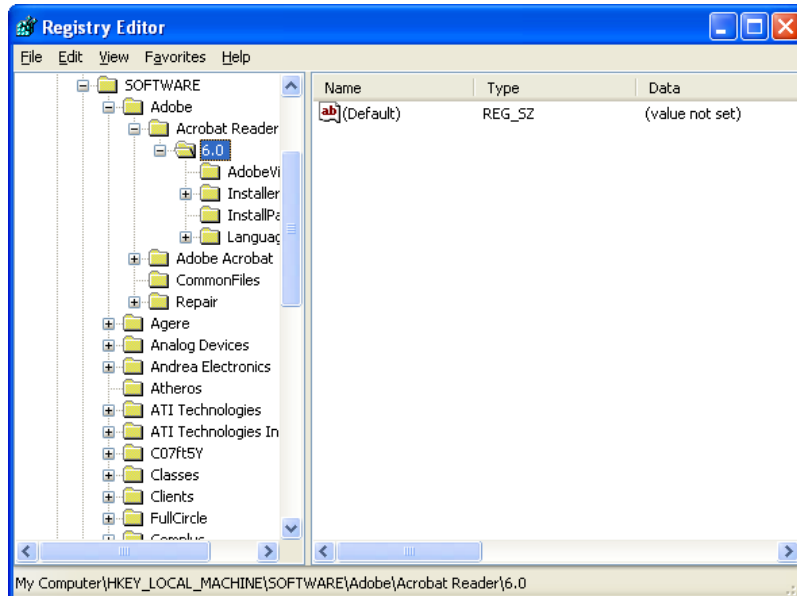 Registry Editor
File Edit View Favorites Help
SOFTWARE
Adobe
Acrobat Reader
6.0
AdobeVi
Installer
InstallPa
Languag
Adobe Acrobat
CommonFiles
Repair
Agere
Analog Devices
Andrea Electronics
Atheros
ATI Technologies
ATI Technologies In
C07ft5Y
Classes
Clients
FullCircle
Name Type Data
ab (Default) REG_SZ (value not set)
My Computer\HKEY_LOCAL_MACHINE\SOFTWARE\Adobe\Acrobat Reader\6.0